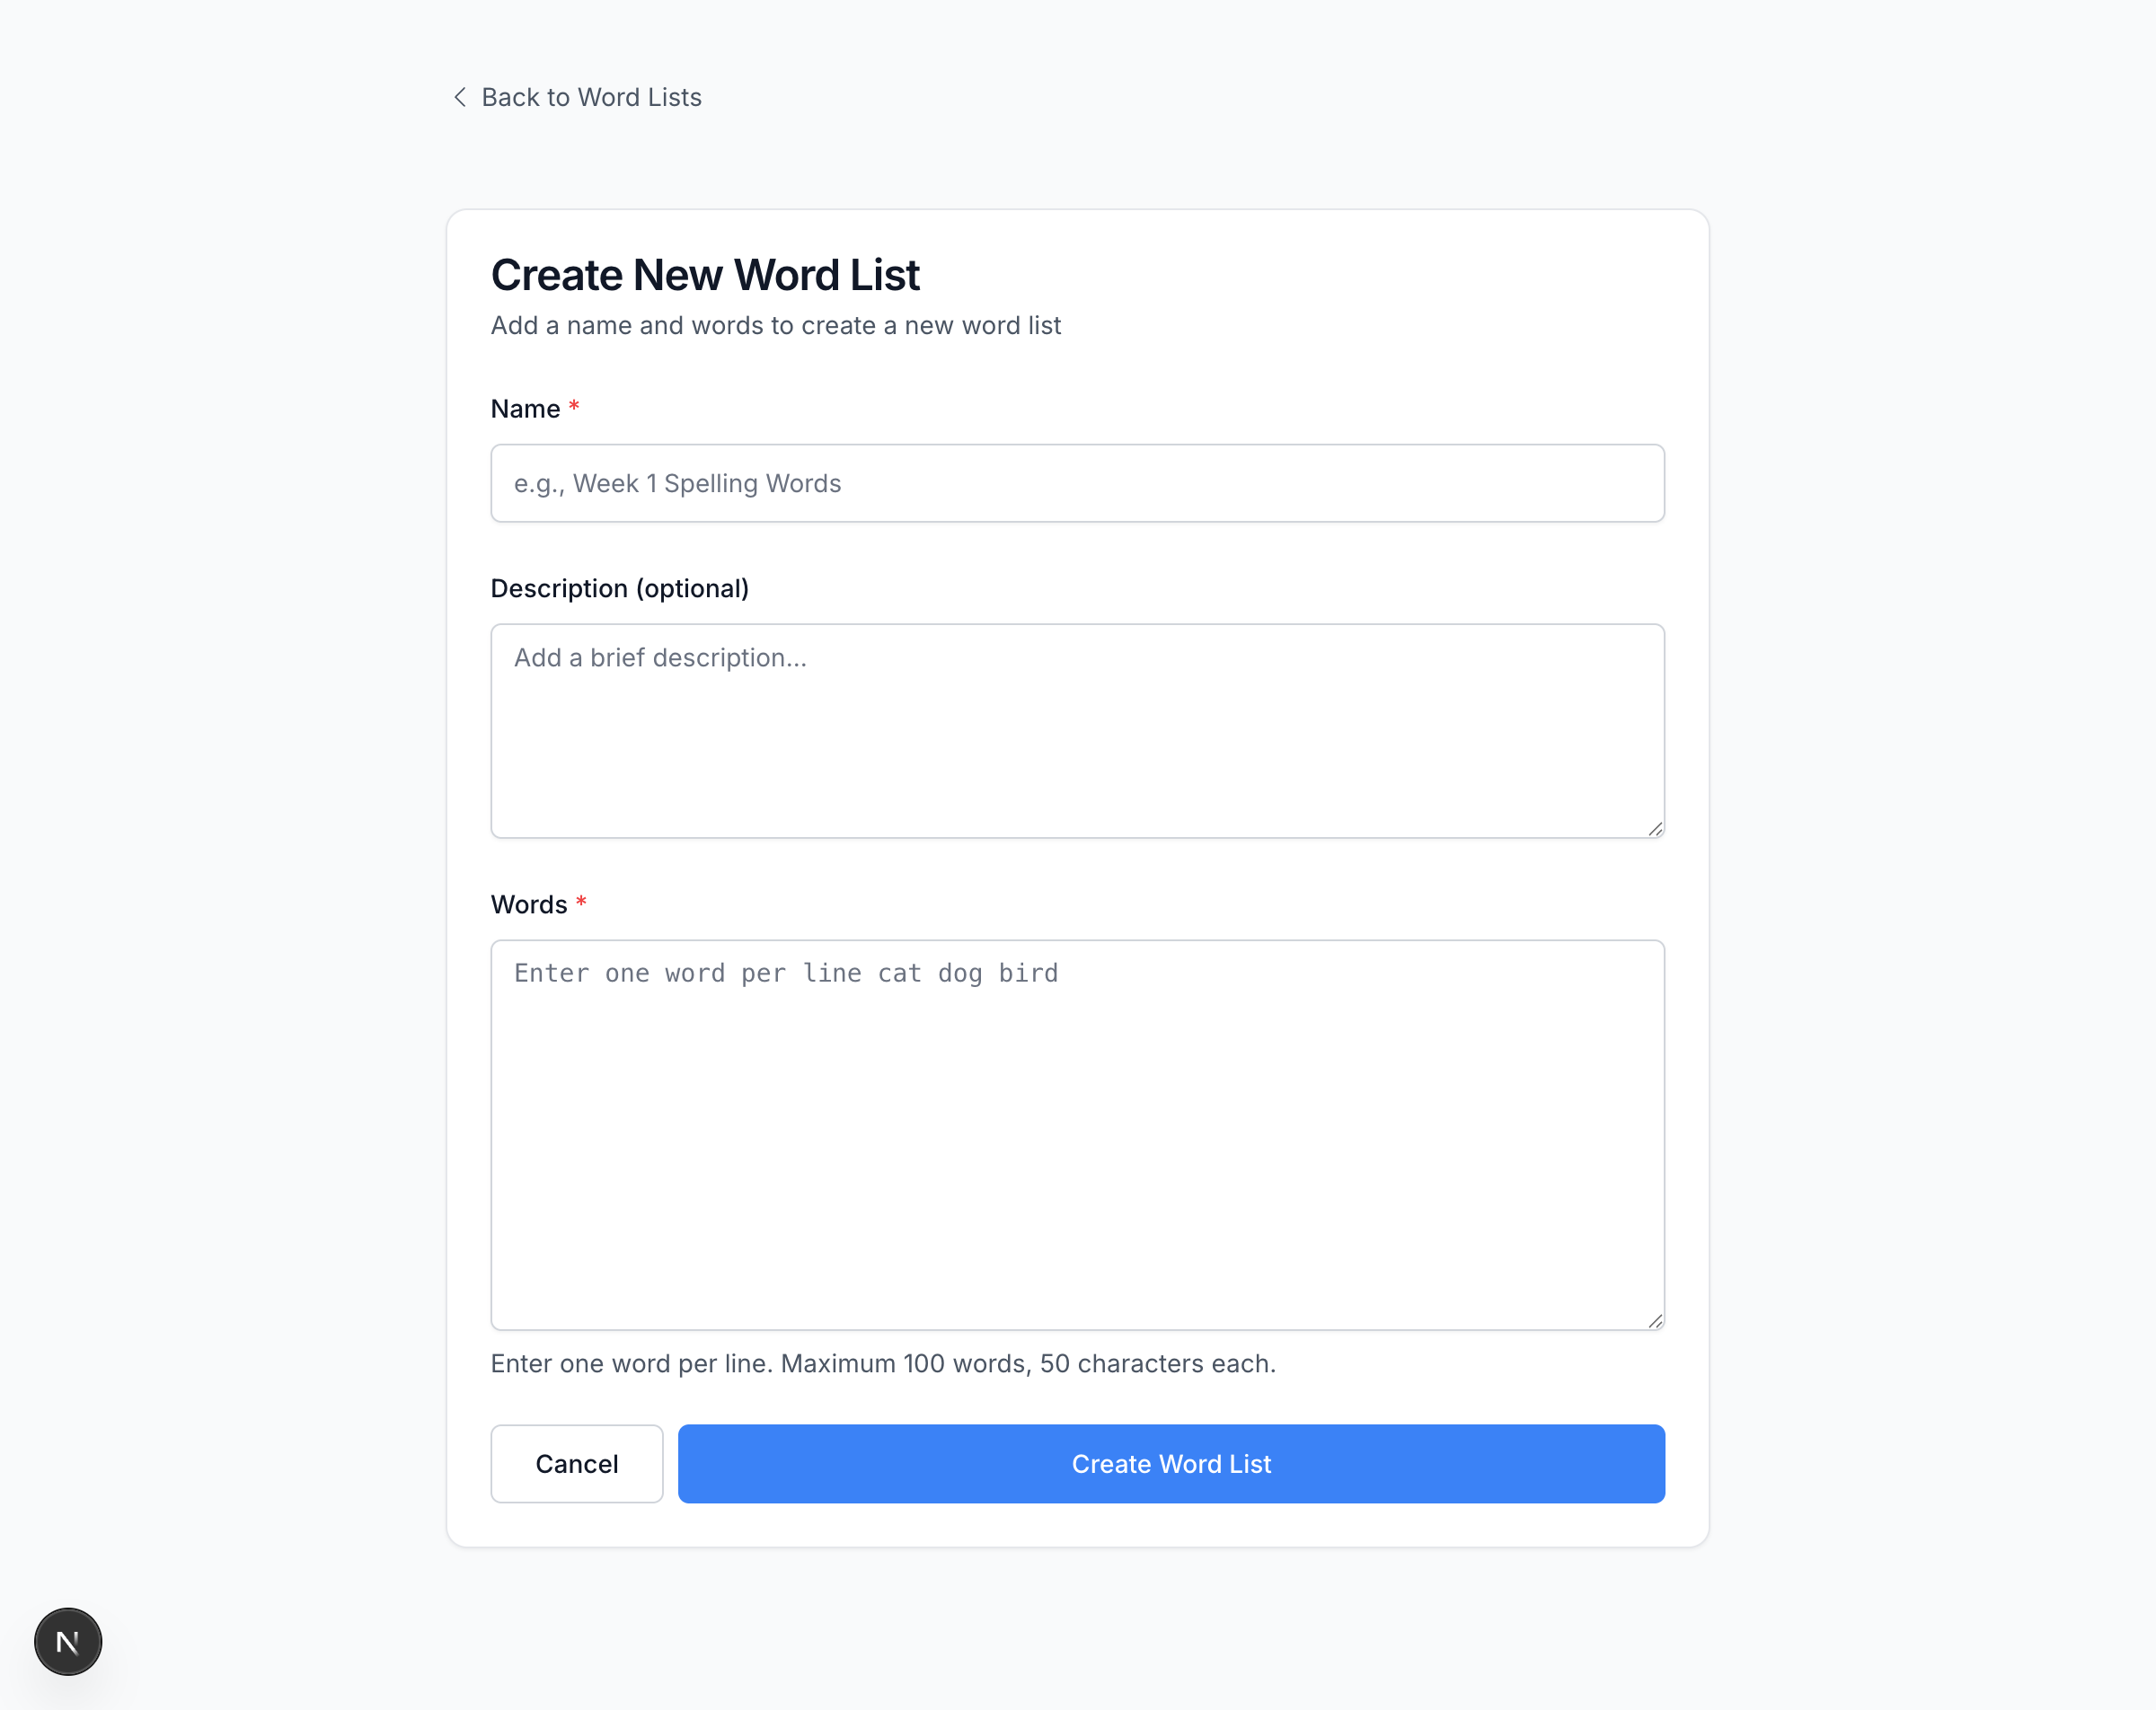 Back to Word Lists
Create New Word List
Add a name and words to create a new word list
Name *
e.g., Week 1 Spelling Words
Description (optional)
Add a brief description...
Words *
Enter one word per line cat dog bird
Enter one word per line. Maximum 100 words, 50 characters each.
Cancel
Create Word List
N